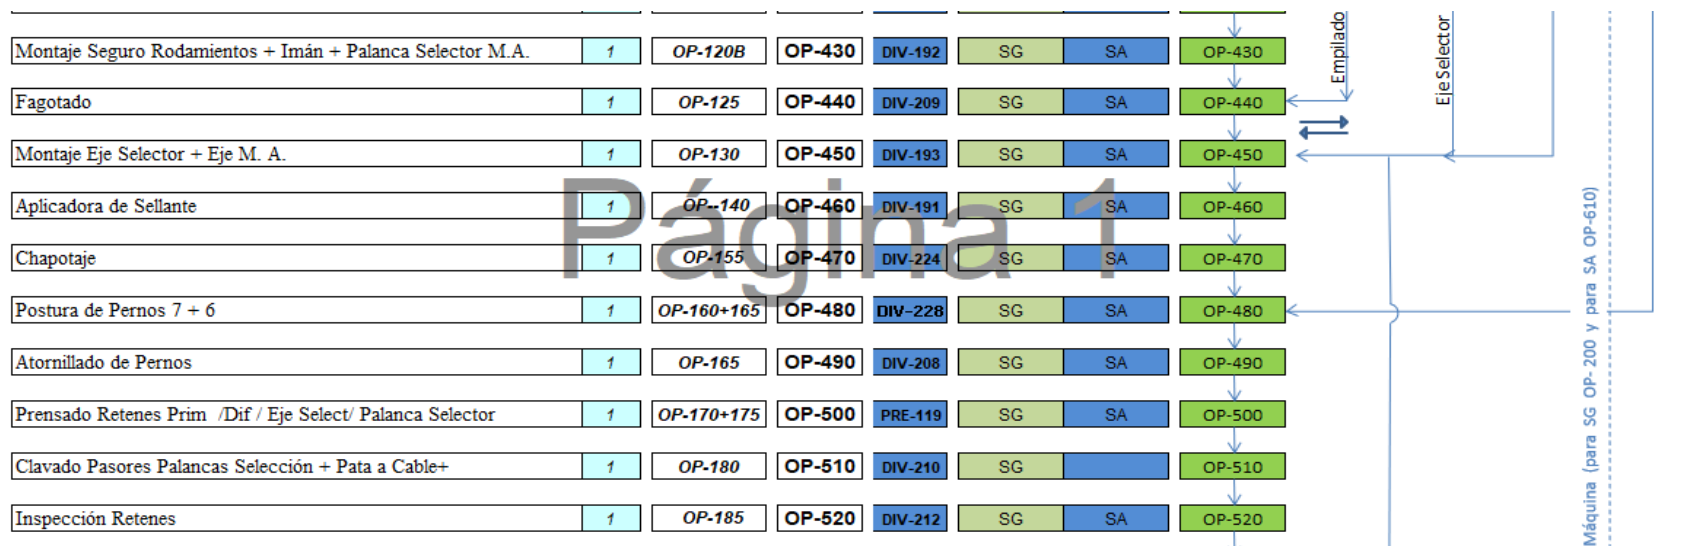 Montaje Seguro Rodamientos + Imán + Palanca Selector M.A. 1 OP-120B OP-430 DIV-192 SG SA OP-430
Empilado
Eje Selector
Fagotado 1 OP-125 OP-440 DIV-209 SG SA OP-440
Montaje Eje Selector + Eje M. A. 1 OP-130 OP-450 DIV-193 SG SA OP-450
Aplicadora de Sellante 1 OP--140 OP-460 DIV-191 SG SA OP-460
Página 1
Chapotaje 1 OP-155 OP-470 DIV-224 SG SA OP-470
Postura de Pernos 7 + 6 1 OP-160+165 OP-480 DIV-228 SG SA OP-480
Atornillado de Pernos 1 OP-165 OP-490 DIV-208 SG SA OP-490
Prensado Retenes Prim /Dif / Eje Select/ Palanca Selector 1 OP-170+175 OP-500 PRE-119 SG SA OP-500
Clavado Pasores Palancas Selección + Pata a Cable+ 1 OP-180 OP-510 DIV-210 SG OP-510
Inspección Retenes 1 OP-185 OP-520 DIV-212 SG SA OP-520
Máquina (para SG OP- 200 y para SA OP-610)